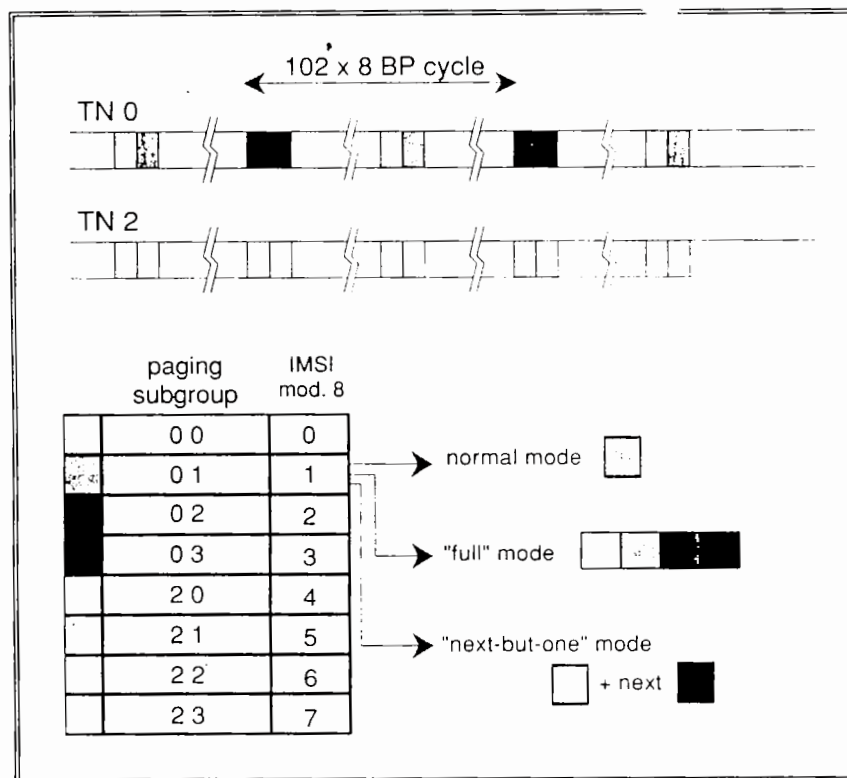 102 x 8 BP cycle
TN 0
TN 2
paging subgroup IMSI mod. 8
0 0 0
0 1 1
0 2 2
0 3 3
2 0 4
2 1 5
2 2 6
2 3 7
normal mode
"full" mode
"next-but-one" mode
+ next